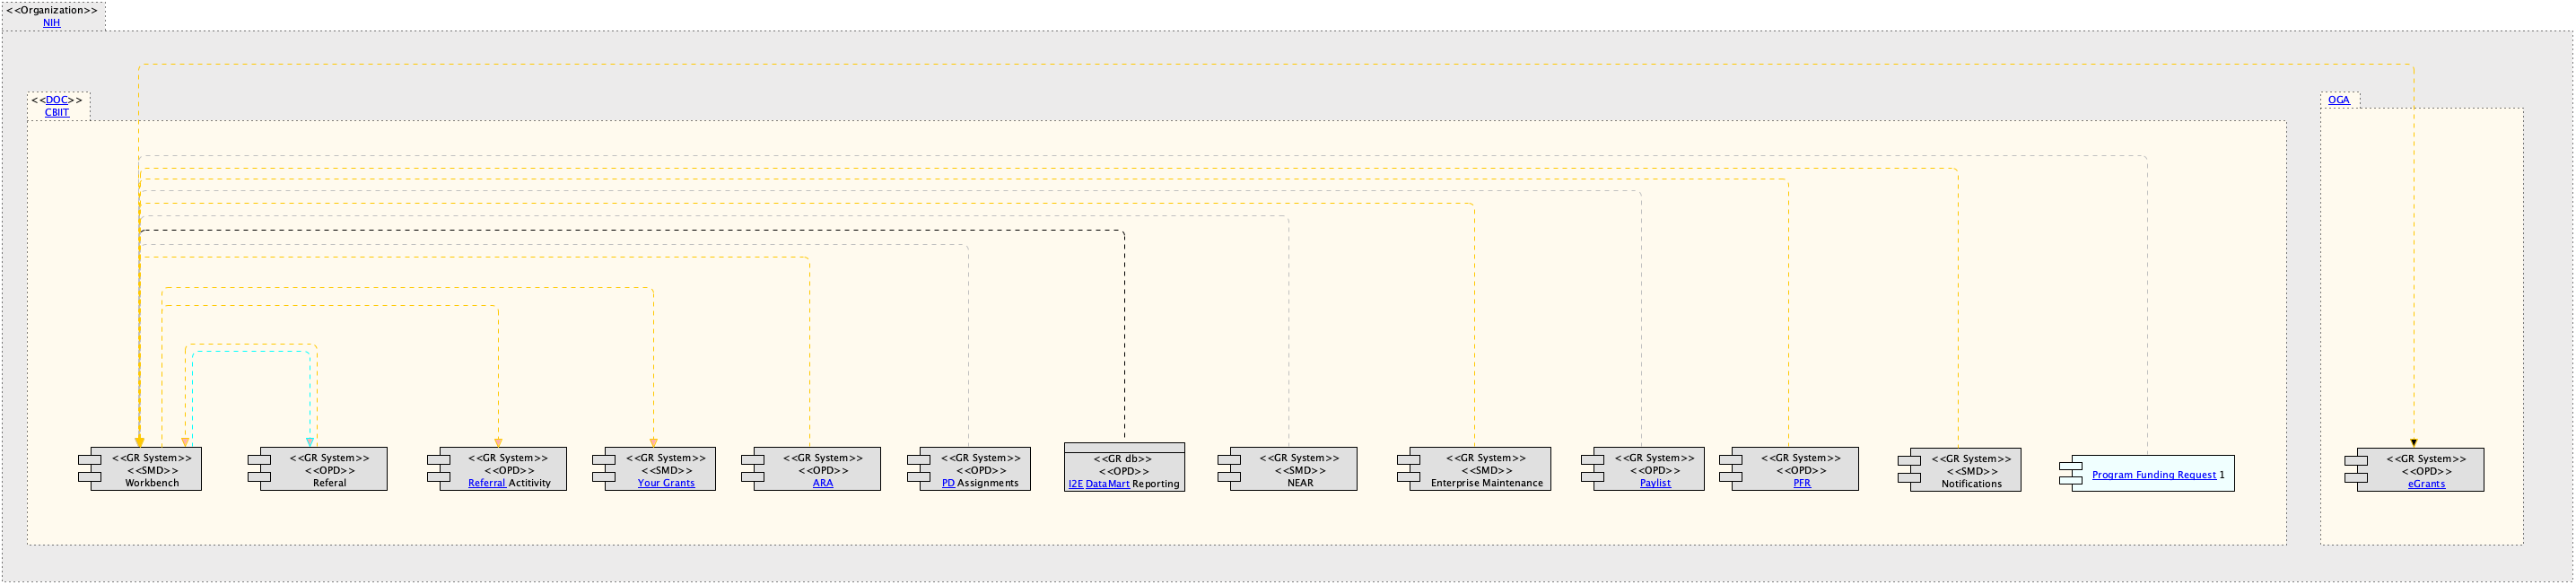 <<Organization>>
NIH
<<DOC>>
CBIIT
OGA
<<GR System>>
<<SMD>>
Workbench
<<GR System>>
<<OPD>>
Referal
<<GR System>>
<<OPD>>
Referral Actitivity
<<GR System>>
<<SMD>>
Your Grants
<<GR System>>
<<OPD>>
ARA
<<GR System>>
<<OPD>>
PD Assignments
<<GR db>>
<<OPD>>
I2E DataMart Reporting
<<GR System>>
<<SMD>>
NEAR
<<GR System>>
<<SMD>>
Enterprise Maintenance
<<GR System>>
<<OPD>>
Paylist
<<GR System>>
<<OPD>>
PFR
<<GR System>>
<<SMD>>
Notifications
Program Funding Request 1
<<GR System>>
<<OPD>>
eGrants